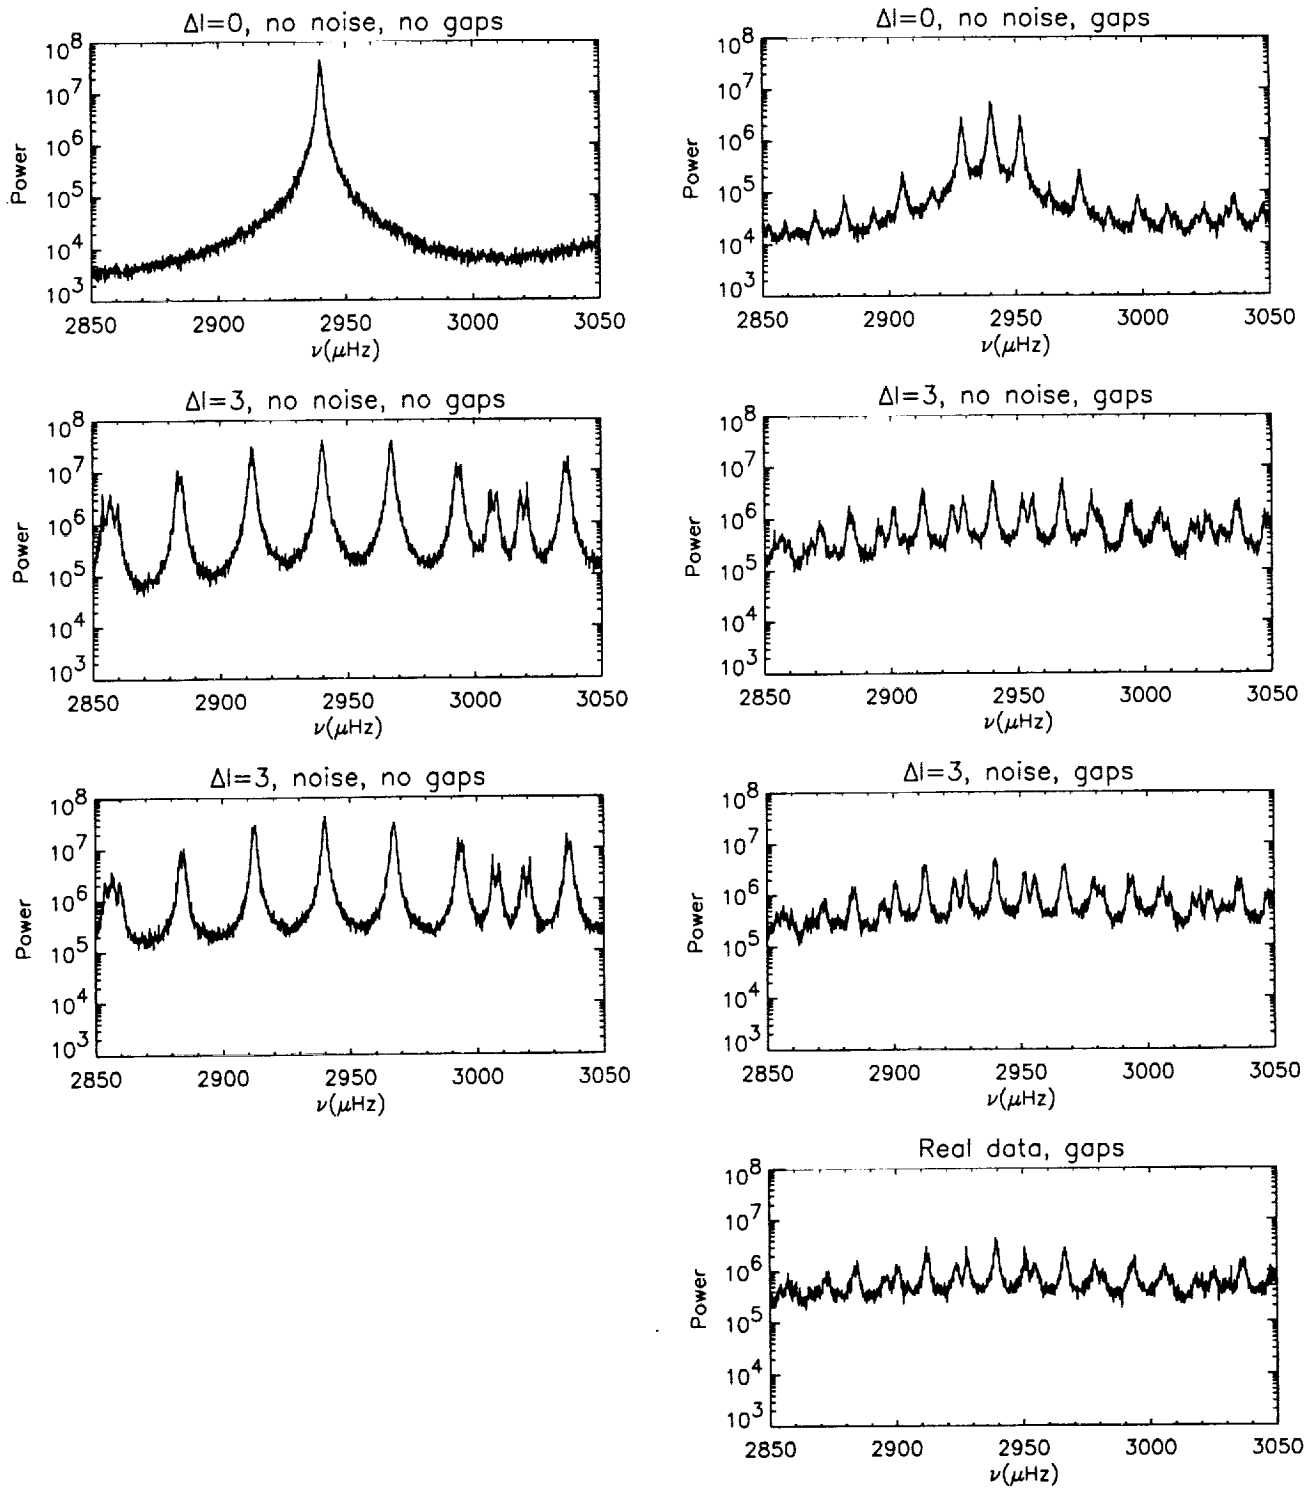 Δl=0, no noise, no gaps
10^8
10^7
10^6
10^5
10^4
10^3
Power
2850 2900 2950 3000 3050
ν(μHz)
Δl=0, no noise, gaps
10^8
10^7
10^6
10^5
10^4
10^3
Power
2850 2900 2950 3000 3050
ν(μHz)
Δl=3, no noise, no gaps
10^8
10^7
10^6
10^5
10^4
10^3
Power
2850 2900 2950 3000 3050
ν(μHz)
Δl=3, no noise, gaps
10^8
10^7
10^6
10^5
10^4
10^3
Power
2850 2900 2950 3000 3050
ν(μHz)
Δl=3, noise, no gaps
10^8
10^7
10^6
10^5
10^4
10^3
Power
2850 2900 2950 3000 3050
ν(μHz)
Δl=3, noise, gaps
10^8
10^7
10^6
10^5
10^4
10^3
Power
2850 2900 2950 3000 3050
ν(μHz)
Real data, gaps
10^8
10^7
10^6
10^5
10^4
10^3
Power
2850 2900 2950 3000 3050
ν(μHz)